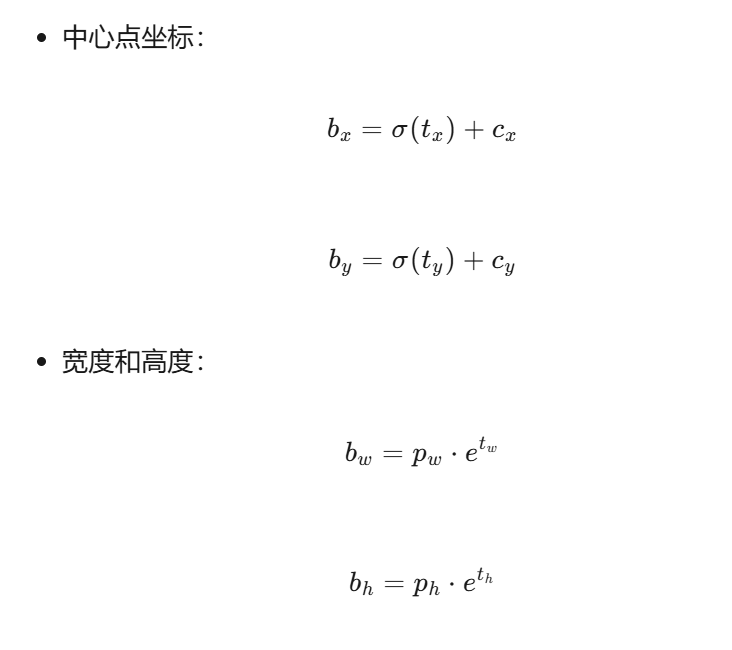 • 中心点坐标：
$b_x = \sigma(t_x) + c_x$
$b_y = \sigma(t_y) + c_y$
• 宽度和高度：
$b_w = p_w \cdot e^{t_w}$
$b_h = p_h \cdot e^{t_h}$